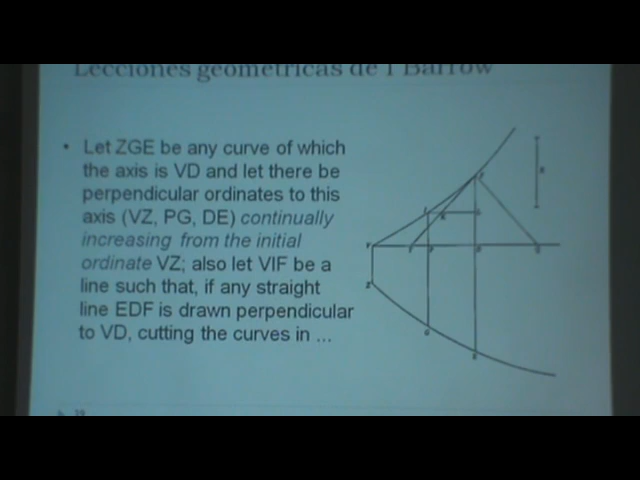 Lecciones geométricas de I Barrow
• Let ZGE be any curve of which
the axis is VD and let there be
perpendicular ordinates to this
axis (VZ, PG, DE) continually
increasing from the initial
ordinate VZ; also let VIF be a
line such that, if any straight
line EDF is drawn perpendicular
to VD, cutting the curves in ...